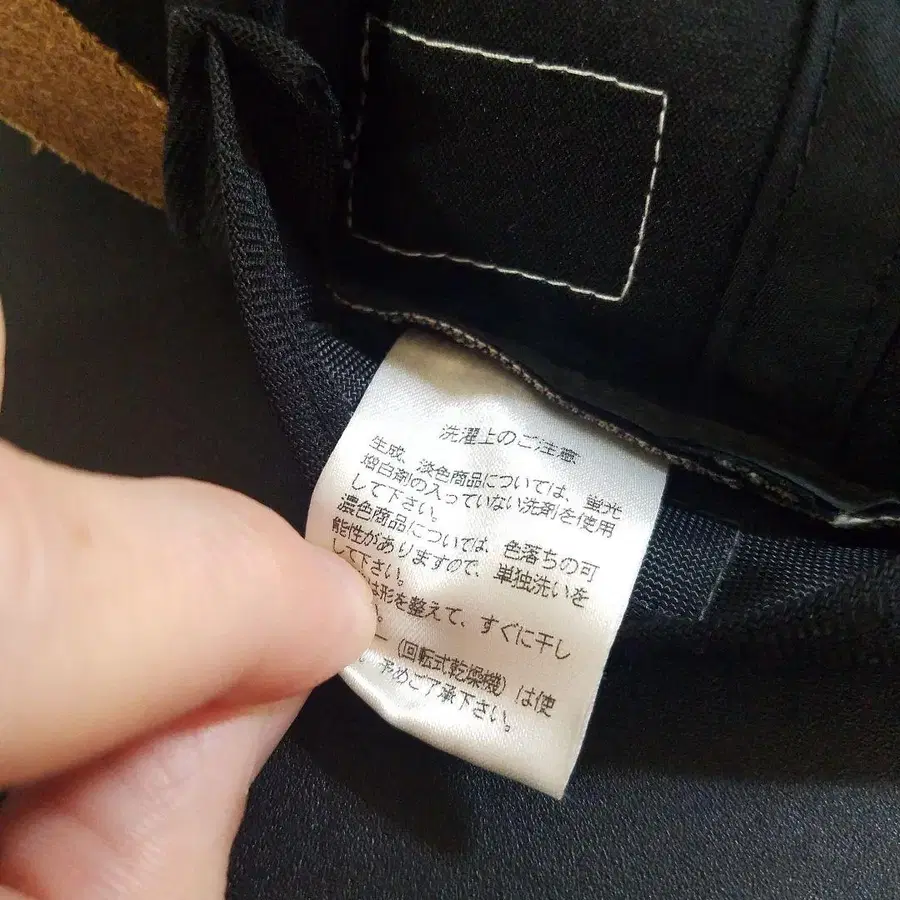 洗濯上のご注意
生成、淡色商品については、蛍光
増白剤の入っていない洗剤を使用
して下さい。
濃色商品については、色落ちの可
能性がありますので、単独洗いを
して下さい。
は形を整えて、すぐに干し
。
ー（回転式乾燥機）は使
、予めご了承下さい。